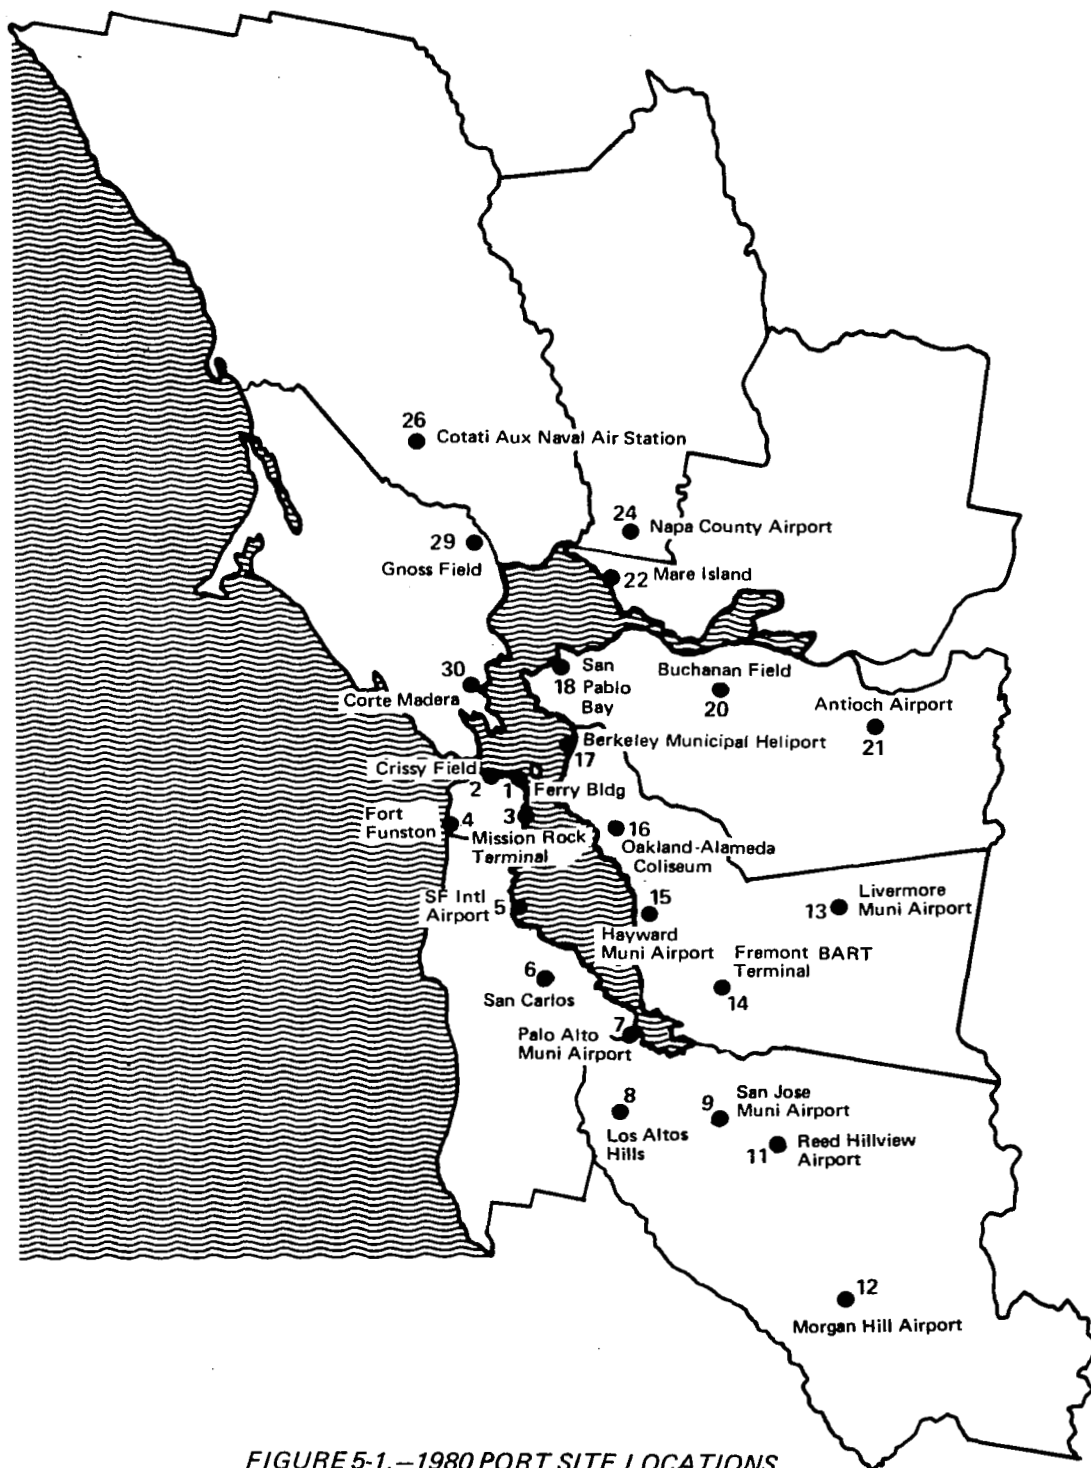 26
Cotati Aux Naval Air Station
24
Napa County Airport
29
Gnoss Field
22 Mare Island
30
Corte Madera
18
San
Pablo
Bay
Buchanan Field
20
Antioch Airport
21
Berkeley Municipal Heliport
17
Crissy Field
2
1
Ferry Bldg
Fort
Funston
4
3
Mission Rock
Terminal
16
Oakland-Alameda
Coliseum
SF Intl
Airport
5
15
Hayward
Muni Airport
13
Livermore
Muni Airport
Fremont BART
Terminal
14
6
San Carlos
7
Palo Alto
Muni Airport
8
Los Altos
Hills
9
San Jose
Muni Airport
11
Reed Hillview
Airport
12
Morgan Hill Airport
FIGURE 5-1.—1980 PORT SITE LOCATIONS